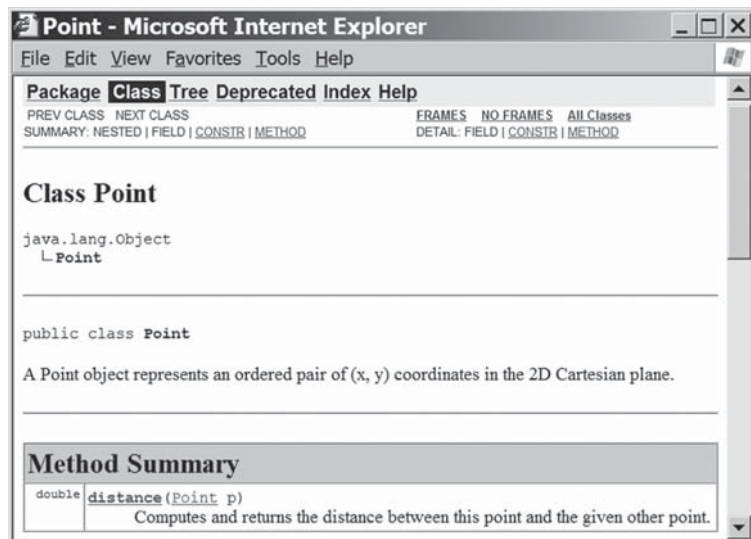 Point - Microsoft Internet Explorer
File Edit View Favorites Tools Help
Package Class Tree Deprecated Index Help
PREV CLASS NEXT CLASS FRAMES NO FRAMES All Classes
SUMMARY: NESTED | FIELD | CONSTR | METHOD DETAIL: FIELD | CONSTR | METHOD
Class Point
java.lang.Object
Point
public class Point
A Point object represents an ordered pair of (x, y) coordinates in the 2D Cartesian plane.
Method Summary
double distance(Point p)
Computes and returns the distance between this point and the given other point.